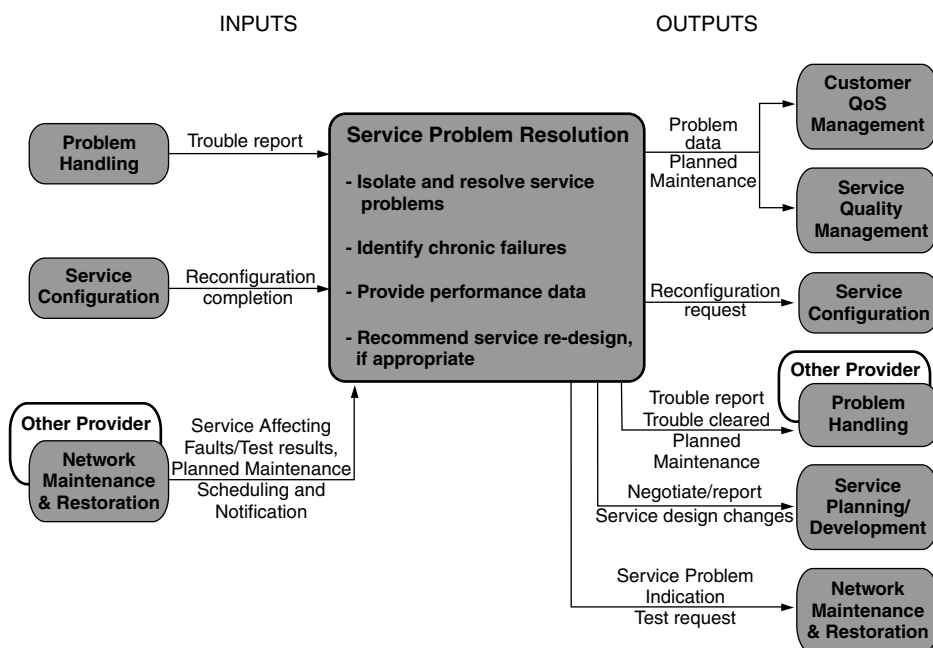 INPUTS
OUTPUTS
Problem
Handling
Trouble report
Service
Configuration
Reconfiguration
completion
Other Provider
Network
Maintenance
& Restoration
Service Affecting
Faults/Test results,
Planned Maintenance
Scheduling and
Notification
Service Problem Resolution
- Isolate and resolve service
problems
- Identify chronic failures
- Provide performance data
- Recommend service re-design,
if appropriate
Problem
data
Planned
Maintenance
Customer
QoS
Management
Service
Quality
Management
Reconfiguration
request
Service
Configuration
Trouble report
Trouble cleared
Planned
Maintenance
Other Provider
Problem
Handling
Negotiate/report
Service design changes
Service
Planning/
Development
Service Problem
Indication
Test request
Network
Maintenance
& Restoration